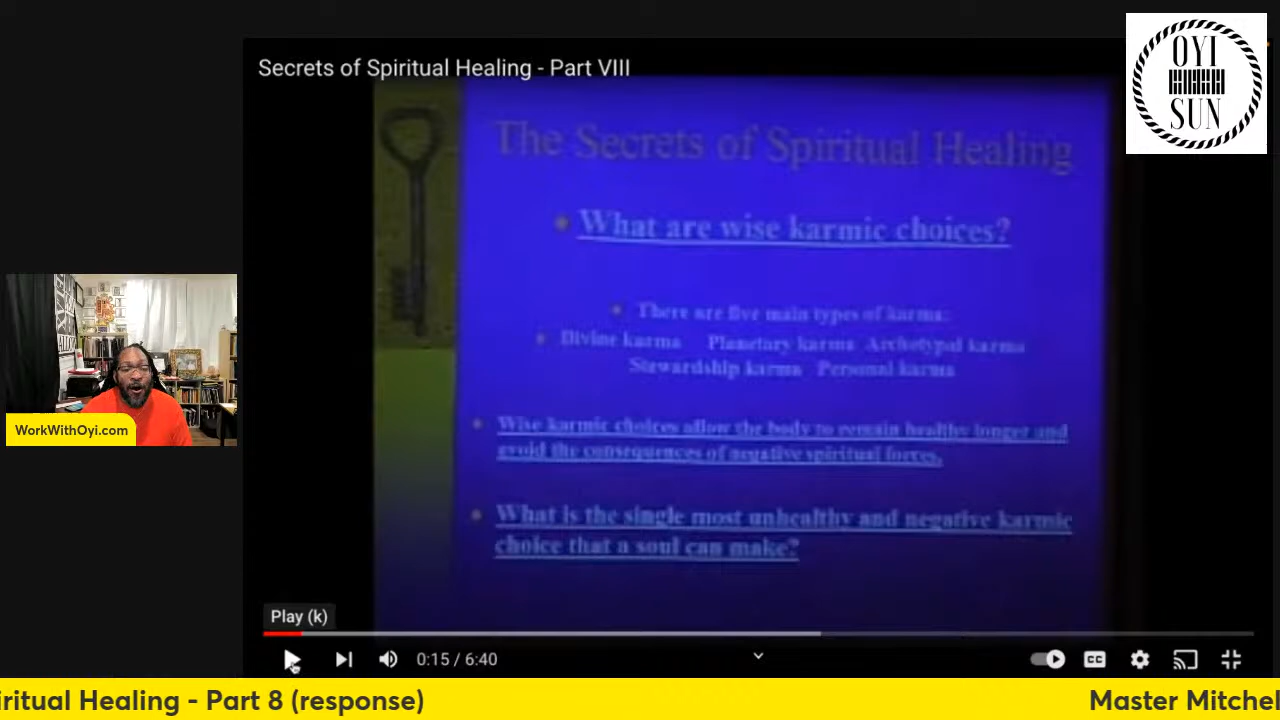 Secrets of Spiritual Healing - Part VIII
OYI
SUN
The Secrets of Spiritual Healing
What are wise karmic choices?
There are five main types of karma:
Divine karma Planetary karma Archetypal karma
Stewardship karma Personal karma
Wise karmic choices allow the body to remain healthy longer and
avoid the consequences of negative spiritual forces.
What is the single most unhealthy and negative karmic
choice that a soul can make?
WorkWithOyi.com
Play (k)
0:15 / 6:40
CC
iritual Healing - Part 8 (response)
Master Mitchel